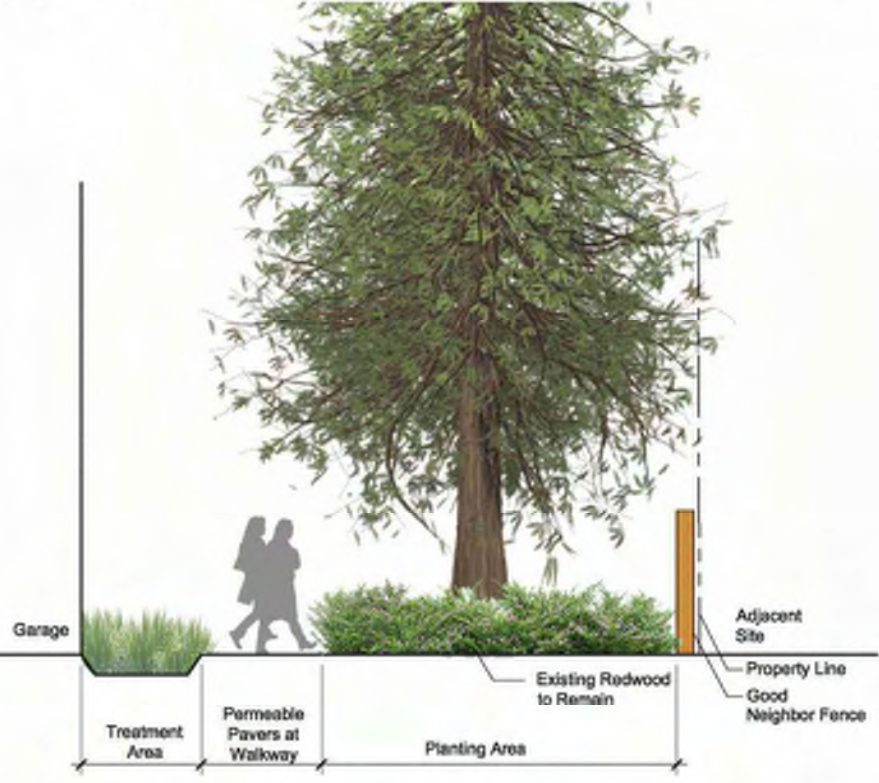 Garage
Adjacent
Site
Property Line
Existing Redwood
to Remain
Good
Neighbor Fence
Treatment
Area
Permeable
Pavers at
Walkway
Planting Area